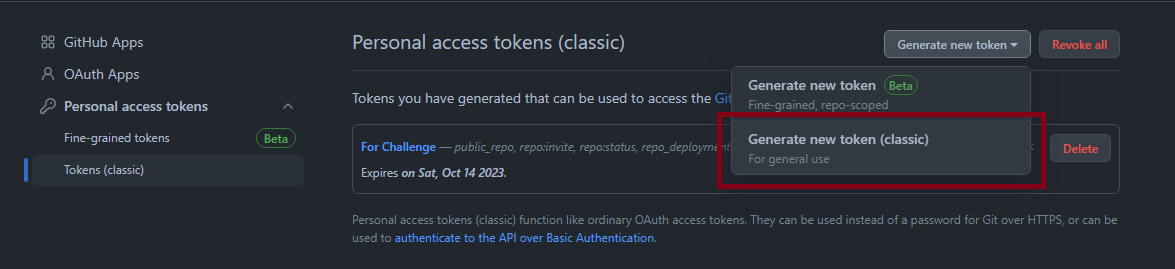 GitHub Apps
OAuth Apps
Personal access tokens
Fine-grained tokens Beta
Tokens (classic)
Personal access tokens (classic)
Generate new token
Revoke all
Generate new token Beta
Fine-grained, repo-scoped
Generate new token (classic)
For general use
Tokens you have generated that can be used to access the
For Challenge — public_repo, repo:invite, repo:status, repo_deployment
Delete
Expires on Sat, Oct 14 2023.
Personal access tokens (classic) function like ordinary OAuth access tokens. They can be used instead of a password for Git over HTTPS, or can be
used to authenticate to the API over Basic Authentication.